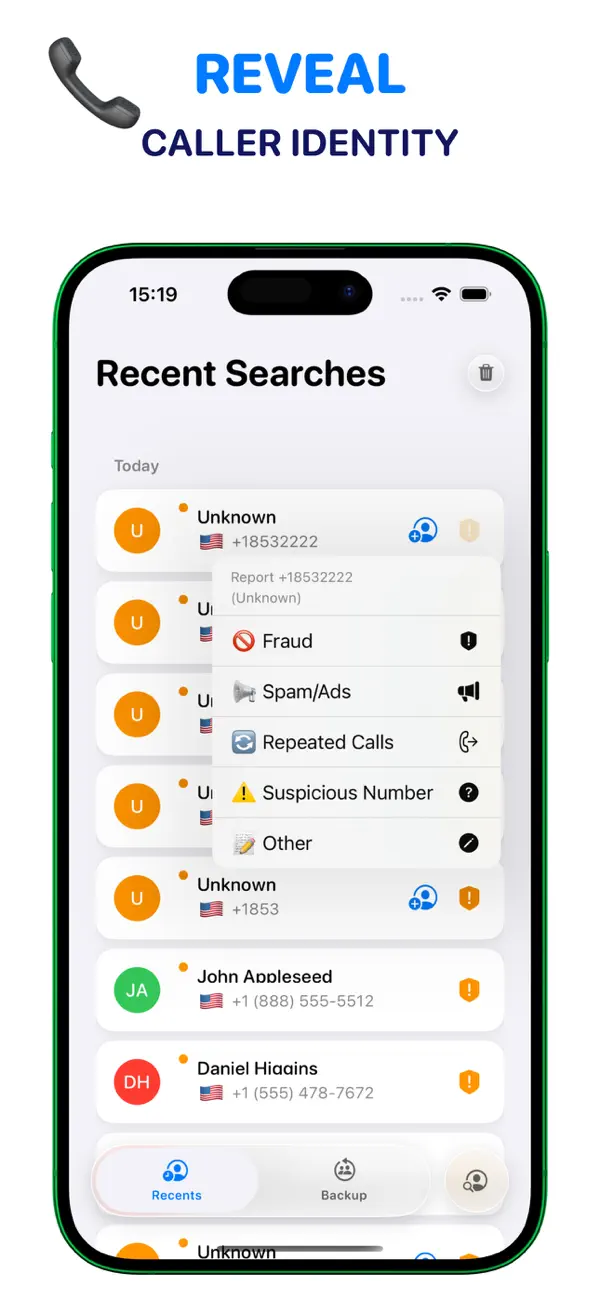 REVEAL
CALLER IDENTITY
15:19
Recent Searches
Today
U
Unknown
+18532222
Report +18532222
(Unknown)
Fraud
Spam/Ads
Repeated Calls
Suspicious Number
Other
U
U
U
U
Unknown
+1853
JA
John Appleseed
+1 (888) 555-5512
DH
Daniel Higgins
+1 (555) 478-7672
Recents
Backup
Unknown